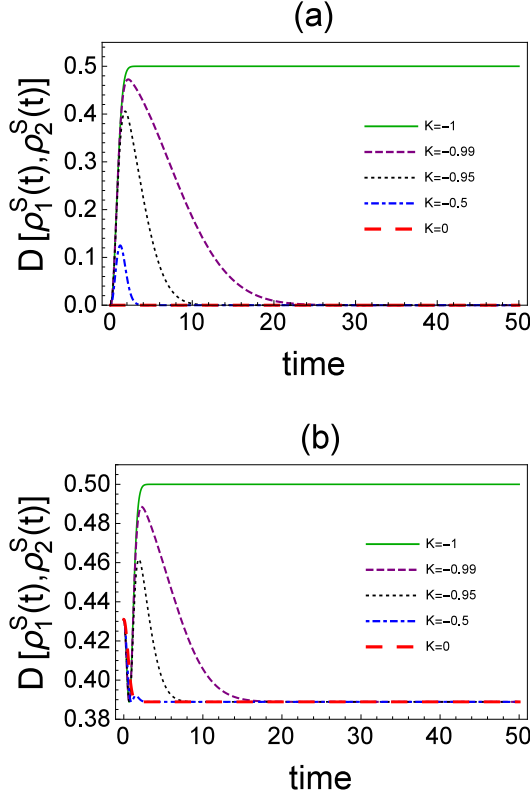 (a)
D [ρ₁ˢ(t),ρ₂ˢ(t)]
0.5
0.4
0.3
0.2
0.1
0.0
K=-1
K=-0.99
K=-0.95
K=-0.5
K=0
0 10 20 30 40 50
time
(b)
D [ρ₁ˢ(t),ρ₂ˢ(t)]
0.50
0.48
0.46
0.44
0.42
0.40
0.38
K=-1
K=-0.99
K=-0.95
K=-0.5
K=0
0 10 20 30 40 50
time